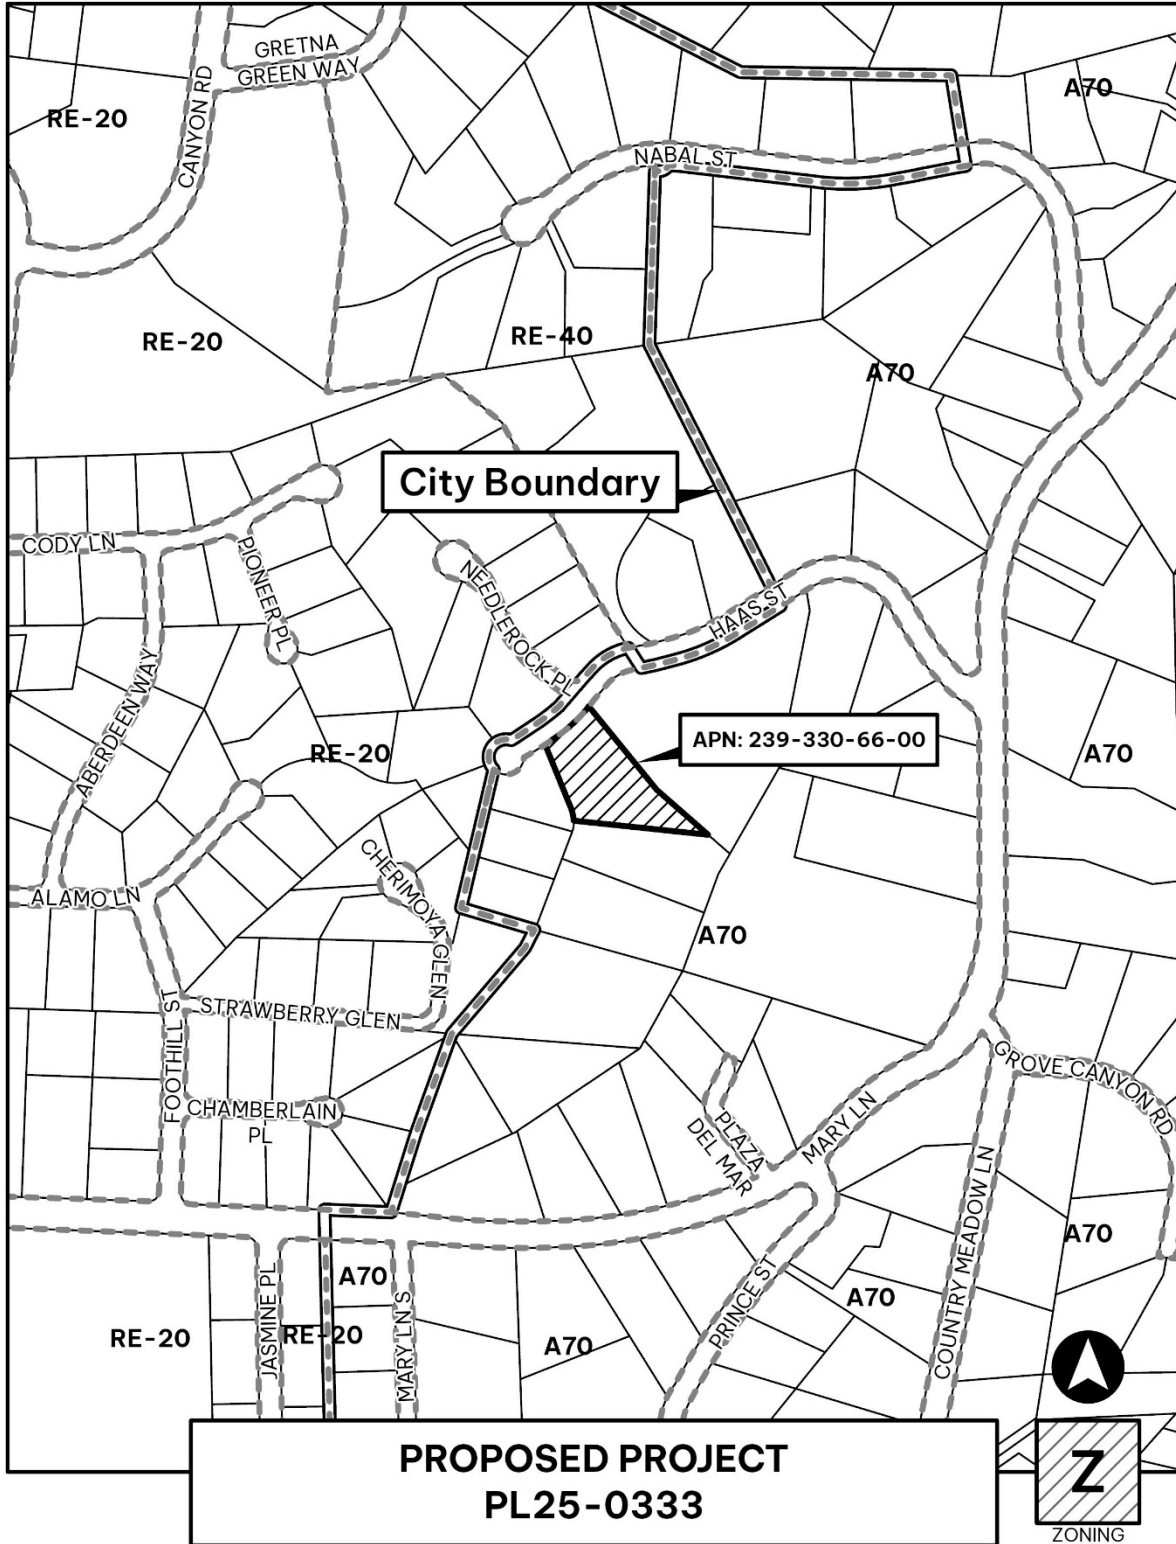 GRETNA
GREEN WAY
CANYON RD
RE-20
A70
NABAL ST
RE-20
RE-40
A70
City Boundary
CODY LN
PIONEER PL
NEEDLEROCK PL
HAAS ST
ABERDEEN WAY
RE-20
APN: 239-330-66-00
A70
CHERIMOYA GLEN
ALAMO LN
A70
STRAWBERRY GLEN
FOOTHILL ST
CHAMBERLAIN
PL
GROVE CANYON RD
PLAZA
DEL MAR
MARY LN
COUNTRY MEADOW LN
A70
PRINCE ST
A70
A70
JASMINE PL
RE-20
RE-20
MARY LN S
A70
PROPOSED PROJECT
PL25-0333
Z
ZONING